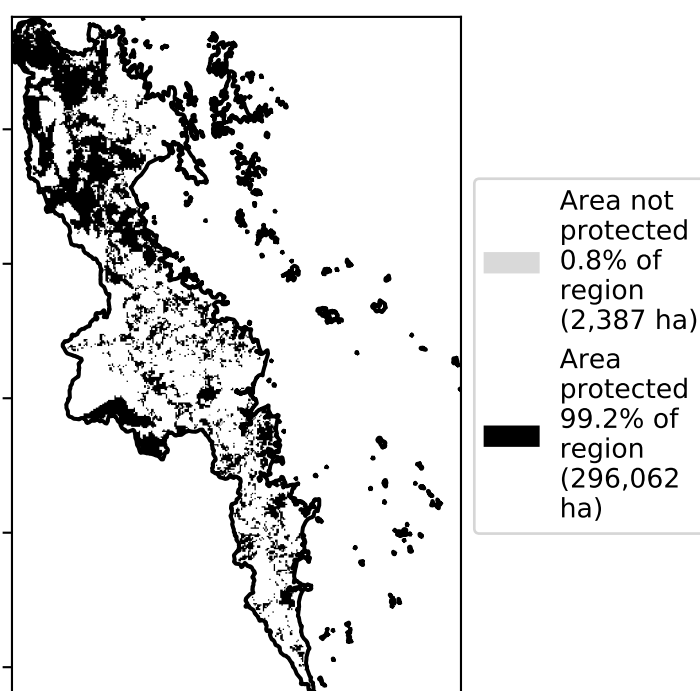 Area not
protected
0.8% of
region
(2,387 ha)
Area
protected
99.2% of
region
(296,062
ha)